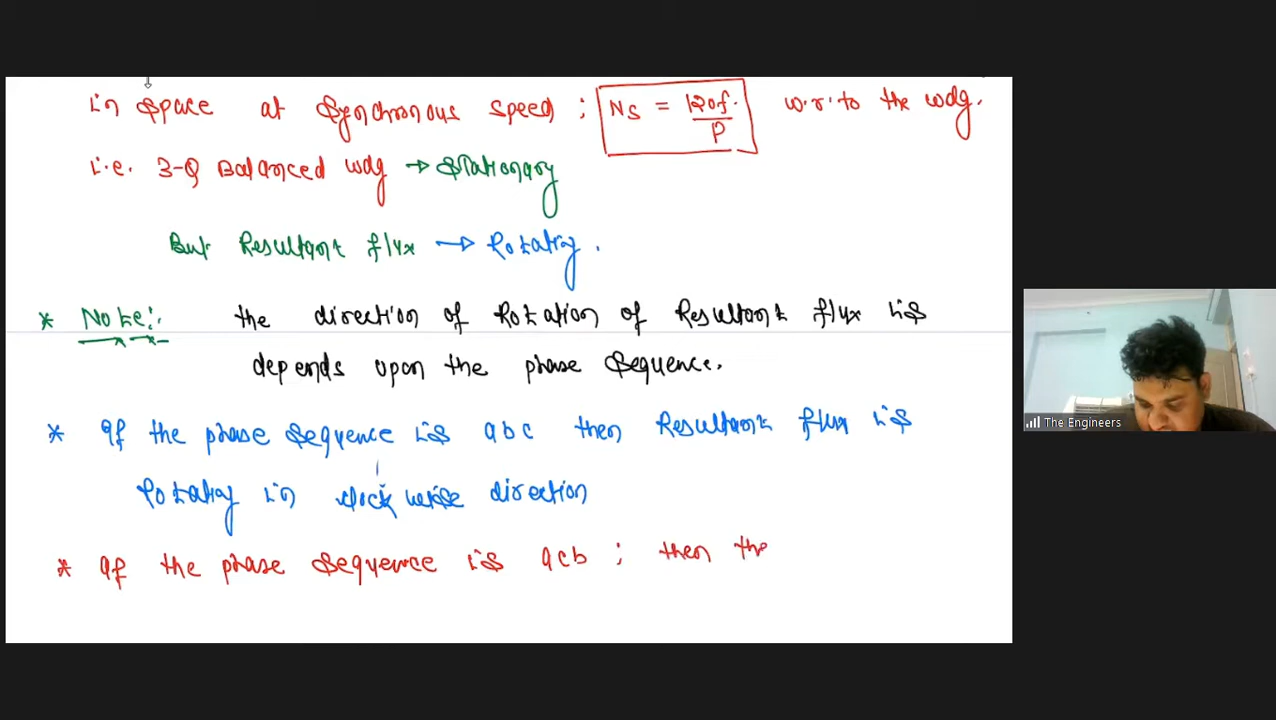 in space at synchronous speed ; Ns = 120f/P w.r.to the wdg.
i.e. 3-φ Balanced wdg → stationary
But Resultant flux → rotating.
* Note:- the direction of Rotation of Resultant flux is
depends upon the phase sequence.
* If the phase sequence is abc then Resultant flux is
rotating in clock wise direction
* If the phase sequence is acb ; then the
The Engineers